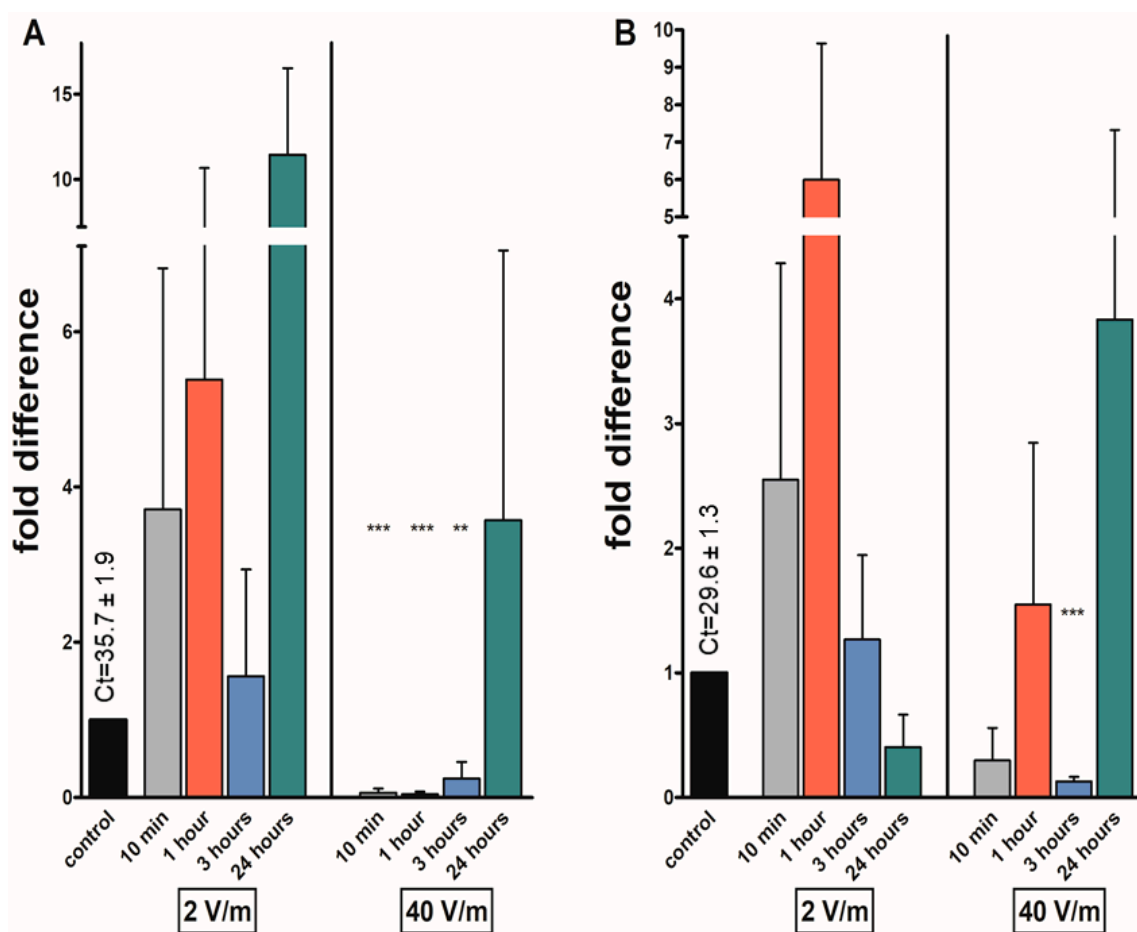 A
fold difference
15
10
6
4
2
0
Ct=35.7 ± 1.9
*** *** **
control 10 min 1 hour 3 hours 24 hours 10 min 1 hour 3 hours 24 hours
2 V/m 40 V/m
B
fold difference
10
9
8
7
6
5
4
3
2
1
0
Ct=29.6 ± 1.3
***
control 10 min 1 hour 3 hours 24 hours 10 min 1 hour 3 hours 24 hours
2 V/m 40 V/m